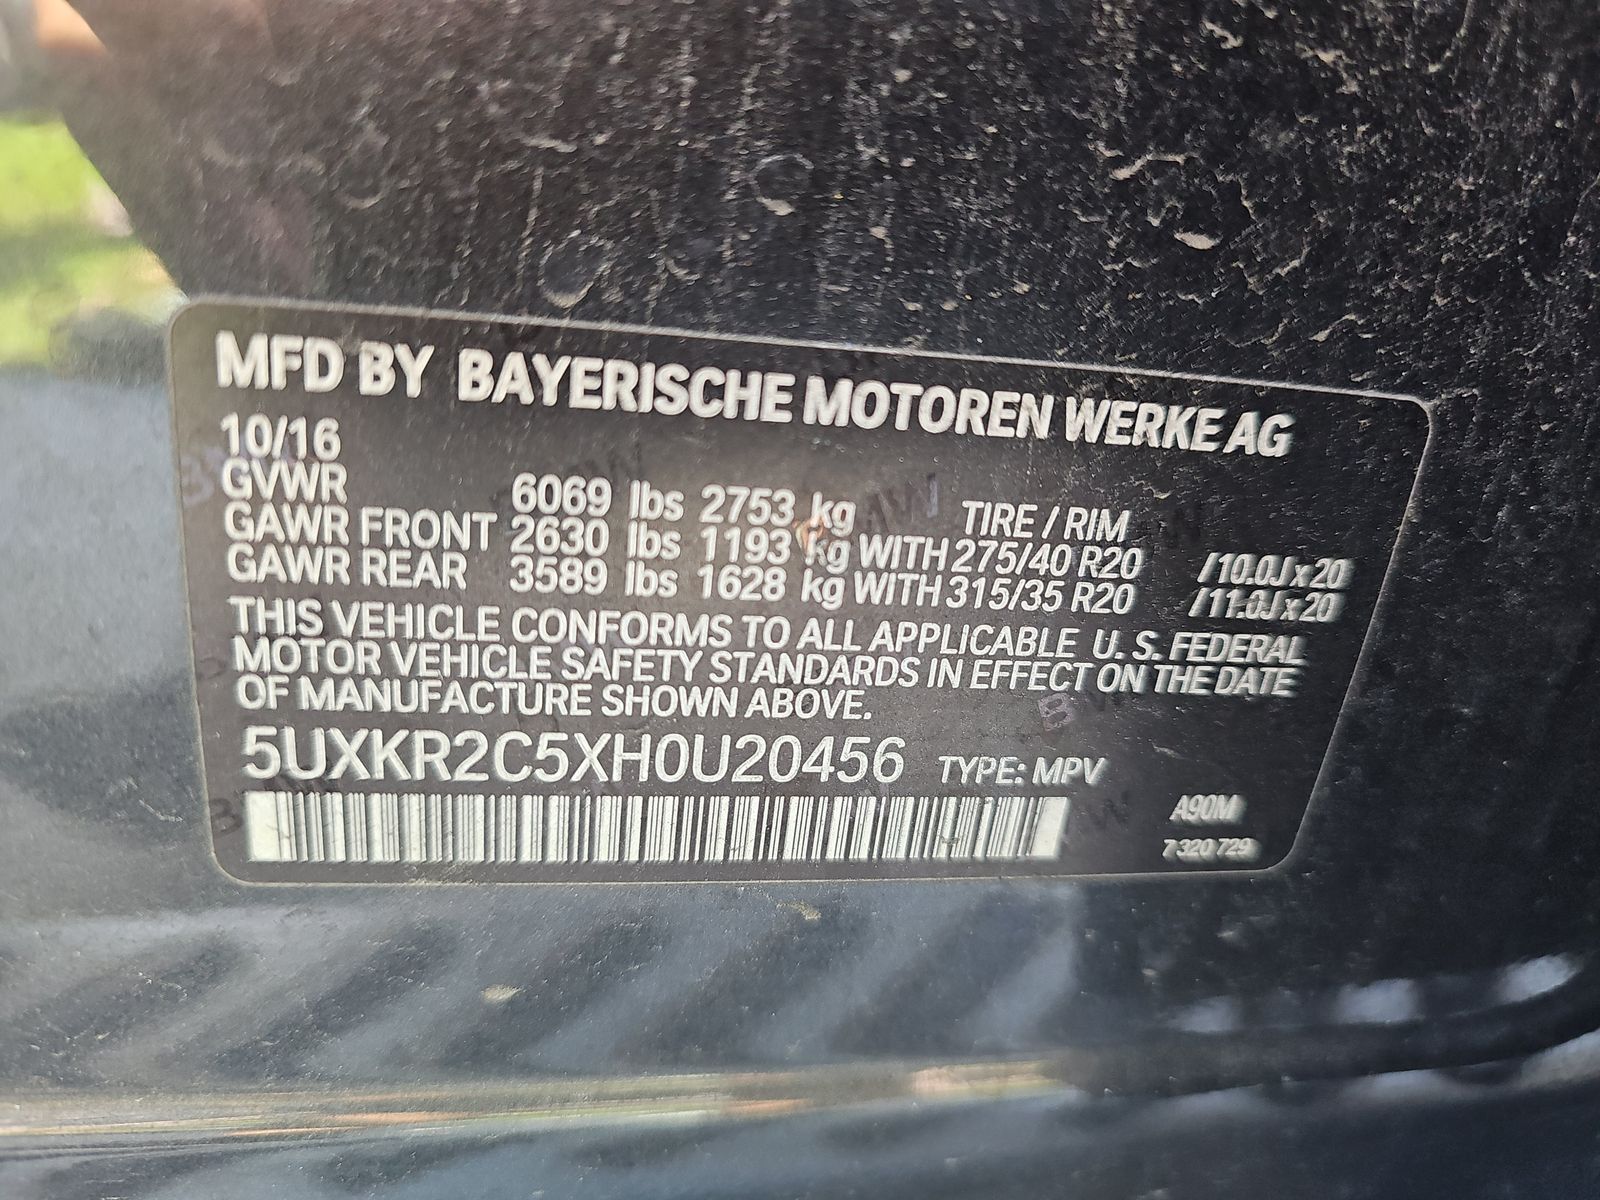 MFD BY BAYERISCHE MOTOREN WERKE AG
10/16
GVWR 6069 lbs 2753 kg TIRE / RIM
GAWR FRONT 2630 lbs 1193 kg WITH 275/40 R20 /10.0J x 20
GAWR REAR 3589 lbs 1628 kg WITH 315/35 R20 /11.0J x 20
THIS VEHICLE CONFORMS TO ALL APPLICABLE U. S. FEDERAL
MOTOR VEHICLE SAFETY STANDARDS IN EFFECT ON THE DATE
OF MANUFACTURE SHOWN ABOVE.
5UXKR2C5XH0U20456 TYPE: MPV
A90M
7 320 729